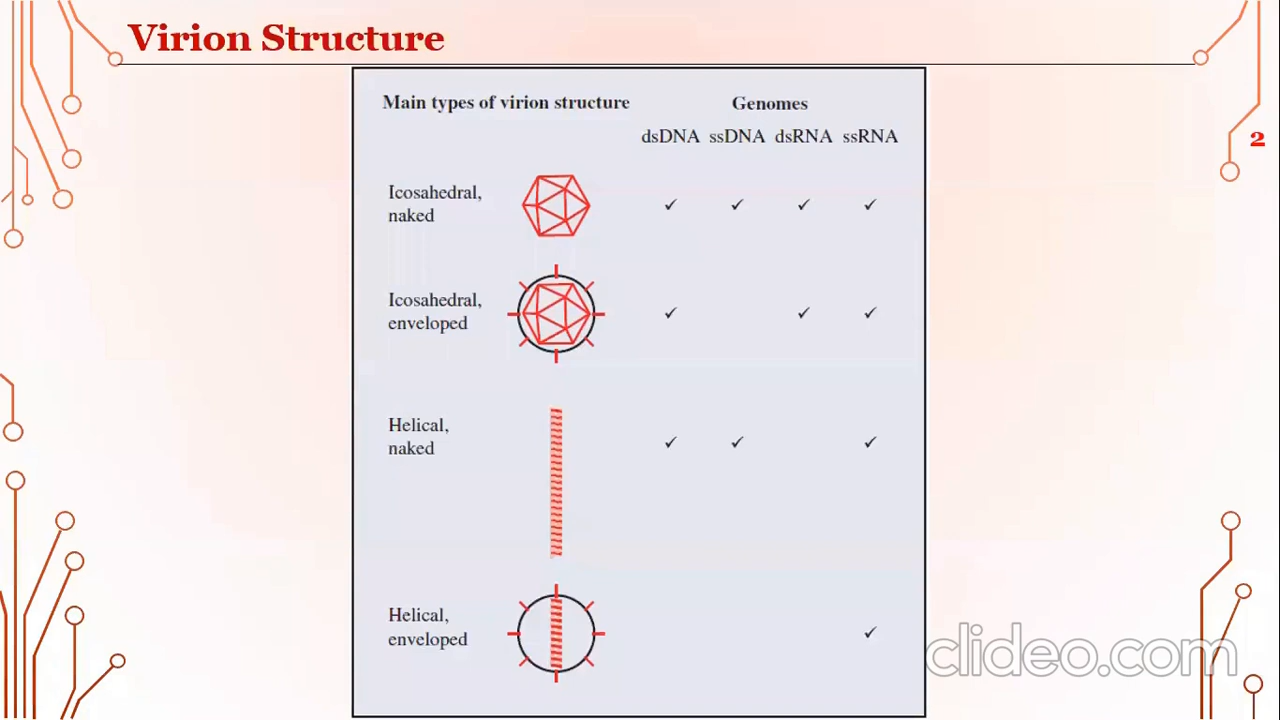 Virion Structure
2
Main types of virion structure Genomes
dsDNA ssDNA dsRNA ssRNA
Icosahedral,
naked ✓ ✓ ✓ ✓
Icosahedral,
enveloped ✓ ✓ ✓
Helical,
naked ✓ ✓ ✓
Helical,
enveloped ✓
clideo.com